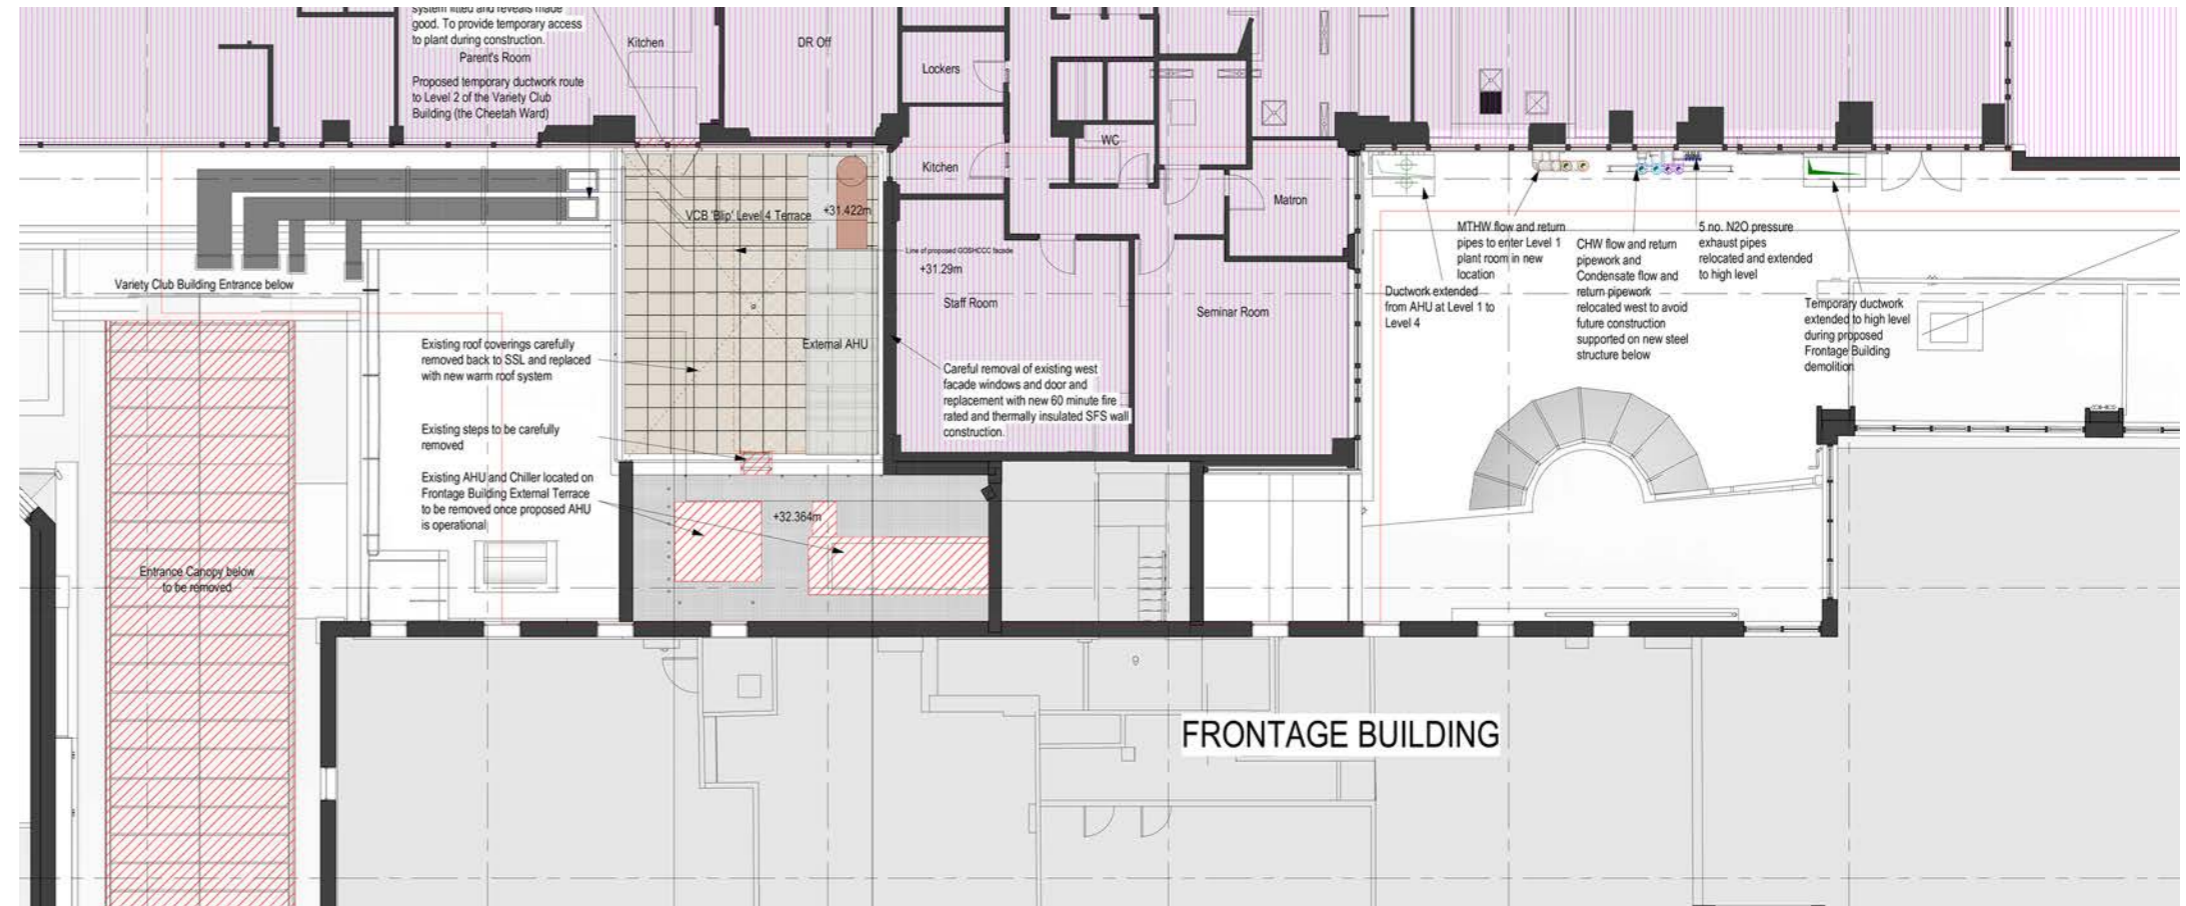 system fitted and reveals made
good. To provide temporary access
to plant during construction.
Parent's Room
Proposed temporary ductwork route
to Level 2 of the Variety Club
Building (the Cheetah Ward)
Kitchen
DR Off
Lockers
Kitchen
WC
Matron
VCB 'Blip' Level 4 Terrace
+31.422m
Line of proposed GOSHCCC facade
+31.29m
Staff Room
Seminar Room
External AHU
Variety Club Building Entrance below
Existing roof coverings carefully
removed back to SSL and replaced
with new warm roof system
Careful removal of existing west
facade windows and door and
replacement with new 60 minute fire
rated and thermally insulated SFS wall
construction.
Existing steps to be carefully
removed
Existing AHU and Chiller located on
Frontage Building External Terrace
to be removed once proposed AHU
is operational
+32.364m
Entrance Canopy below
to be removed
Ductwork extended
from AHU at Level 1 to
Level 4
MTHW flow and return
pipes to enter Level 1
plant room in new
location
CHW flow and return
pipework and
Condensate flow and
return pipework
relocated west to avoid
future construction
supported on new steel
structure below
5 no. N2O pressure
exhaust pipes
relocated and extended
to high level
Temporary ductwork
extended to high level
during proposed
Frontage Building
demolition
FRONTAGE BUILDING